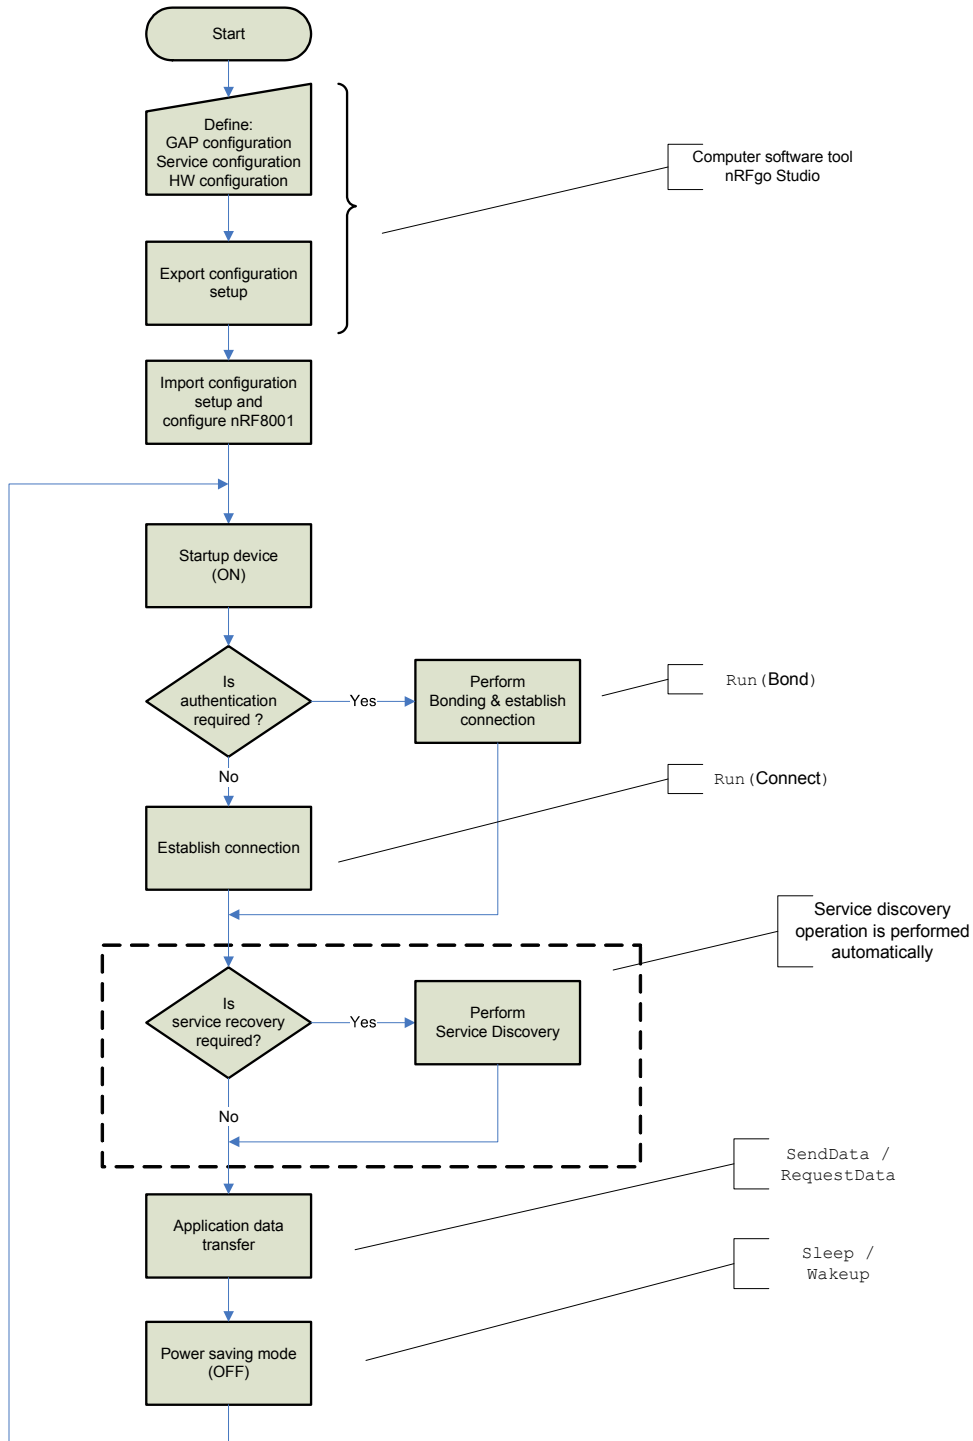 Start
Define:
GAP configuration
Service configuration
HW configuration
Computer software tool
nRFgo Studio
Export configuration
setup
Import configuration
setup and
configure nRF8001
Startup device
(ON)
Is
authentication
required ?
Yes
Perform
Bonding & establish
connection
Run(Bond)
No
Run(Connect)
Establish connection
Service discovery
operation is performed
automatically
Is
service recovery
required?
Yes
Perform
Service Discovery
No
SendData /
RequestData
Application data
transfer
Sleep /
Wakeup
Power saving mode
(OFF)